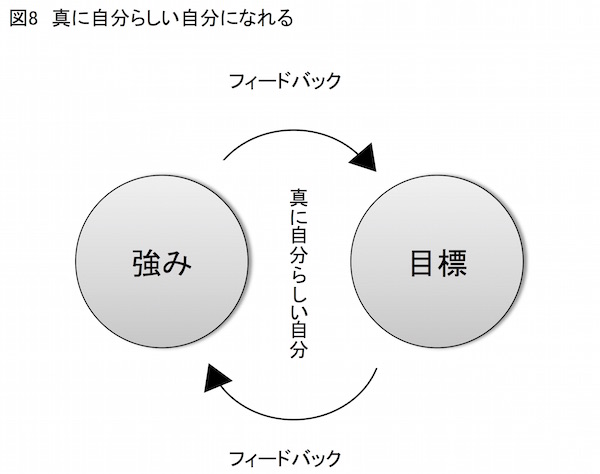 図8 真に自分らしい自分になれる
フィードバック
強み
真に自分らしい自分
目標
フィードバック